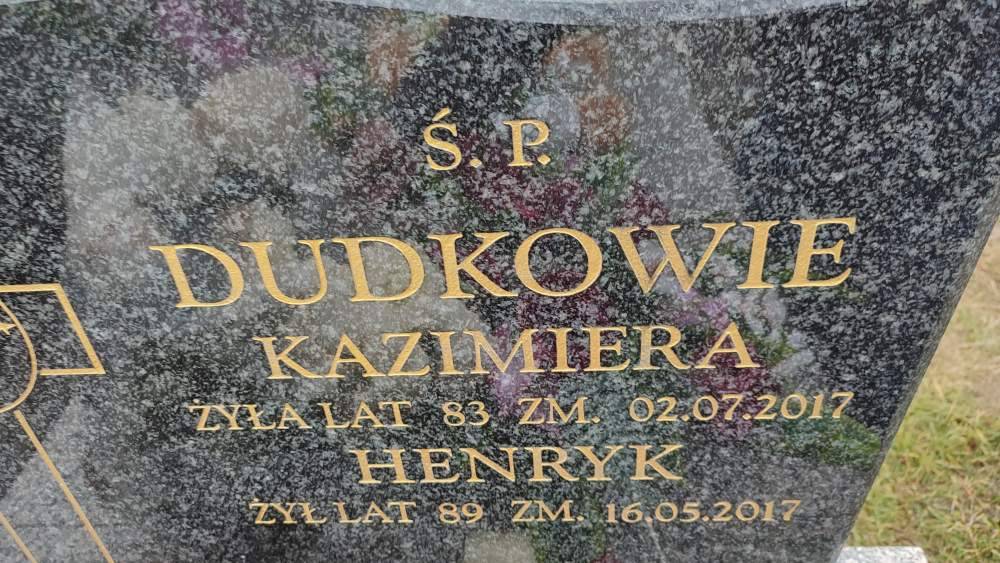 Ś. P.
DUDKOWIE
KAZIMIERA
ŻYŁA LAT 83 ZM. 02.07.2017
HENRYK
ŻYŁ LAT 89 ZM. 16.05.2017